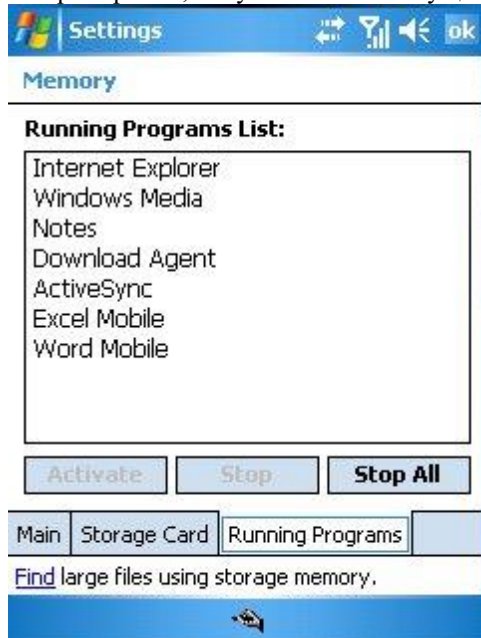 Settings ok
Memory
Running Programs List:
Internet Explorer
Windows Media
Notes
Download Agent
ActiveSync
Excel Mobile
Word Mobile
Activate Stop Stop All
Main Storage Card Running Programs
Find large files using storage memory.